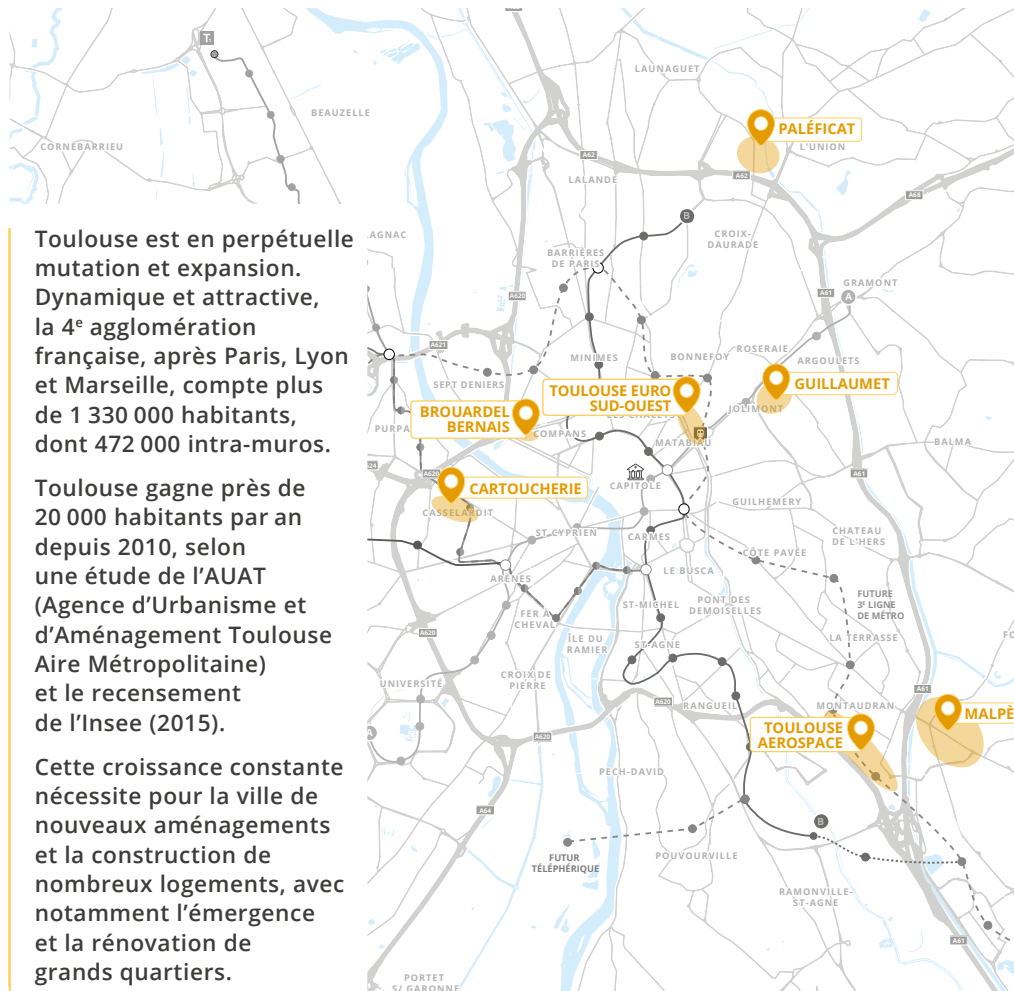 T
BEAUZELLE
CORNEBARRIEU
LAUNAGUET
PALÉFICAT
L'UNION
A62
A62
LALANDE
A68
B
CROIX-
DAURADE
BARRIÈRES
DE PARIS
A620
A61
GRAMONT
A
Toulouse est en perpétuelle
mutation et expansion.
Dynamique et attractive,
la 4e agglomération
française, après Paris, Lyon
et Marseille, compte plus
de 1 330 000 habitants,
dont 472 000 intra-muros.
Toulouse gagne près de
20 000 habitants par an
depuis 2010, selon
une étude de l’AUAT
(Agence d’Urbanisme et
d’Aménagement Toulouse
Aire Métropolitaine)
et le recensement
de l’Insee (2015).
Cette croissance constante
nécessite pour la ville de
nouveaux aménagements
et la construction de
nombreux logements, avec
notamment l’émergence
et la rénovation de
grands quartiers.
AGNAC
A621
MINIMES
BONNEFOY
ROSERAIE
ARGOULETS
SEPT DENIERS
TOULOUSE EURO
SUD-OUEST
GUILLAUMET
JOLIMONT
BROUARDEL
BERNAIS
PURPA
COMPANS
MATABIAU
BALMA
A620
A61
CARTOUCHERIE
CAPITOLE
CASSELARDIT
GUILHEMERY
ST-CYPRIEN
CARMES
CHATEAU
DE L'HERS
CÔTE PAVÉE
ARÈNES
LE BUSCA
FER À
CHEVAL
ST-MICHEL
PONT DES
DEMOISELLES
FUTURE
3E LIGNE
DE MÉTRO
A620
ÎLE DU
RAMIER
ST-AGNE
LA TERRASSE
CROIX DE
PIERRE
UNIVERSITÉ
A620
RANGUEIL
MONTAUDRAN
A61
MALPÈ
A620
TOULOUSE
AEROSPACE
PECH-DAVID
A64
B
FUTUR
TÉLÉPHÉRIQUE
POUVOURVILLE
RAMONVILLE-
ST-AGNE
A61
PORTET
S/ GARONNE